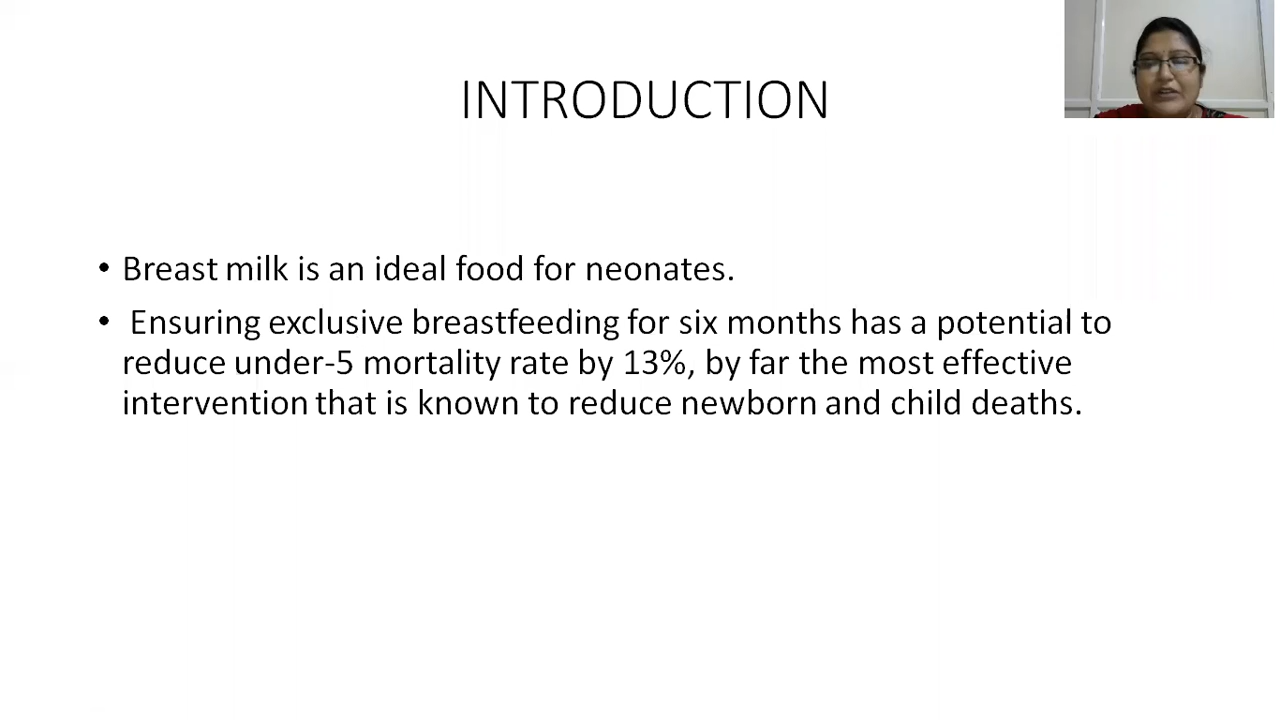 INTRODUCTION
• Breast milk is an ideal food for neonates.
• Ensuring exclusive breastfeeding for six months has a potential to
reduce under-5 mortality rate by 13%, by far the most effective
intervention that is known to reduce newborn and child deaths.